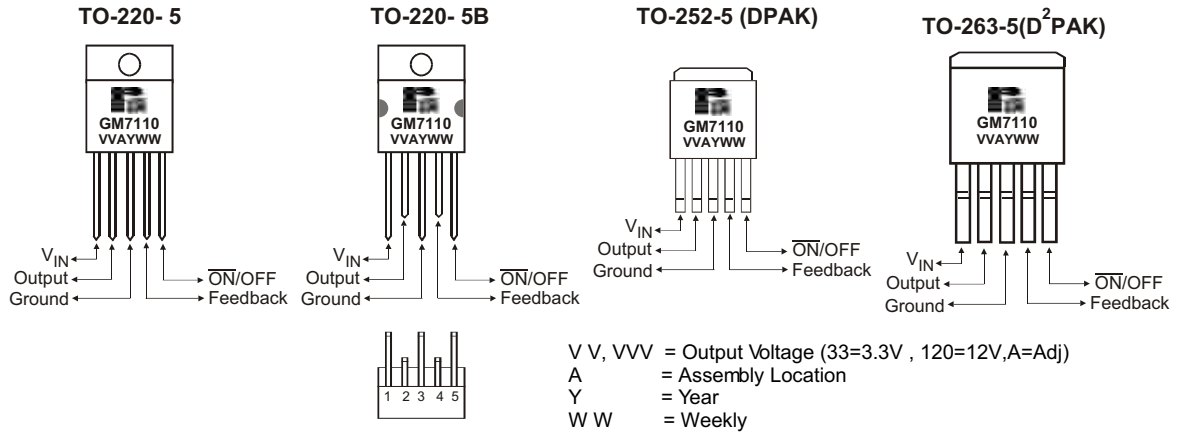 TO-220- 5
GM7110
VVAYWW
VIN
Output
Ground
ON/OFF
Feedback
TO-220- 5B
GM7110
VVAYWW
VIN
Output
Ground
ON/OFF
Feedback
1 2 3 4 5
TO-252-5 (DPAK)
GM7110
VVAYWW
VIN
Output
Ground
ON/OFF
Feedback
TO-263-5(D2PAK)
GM7110
VVAYWW
VIN
Output
Ground
ON/OFF
Feedback
V V, VVV = Output Voltage (33=3.3V , 120=12V,A=Adj)
A = Assembly Location
Y = Year
W W = Weekly